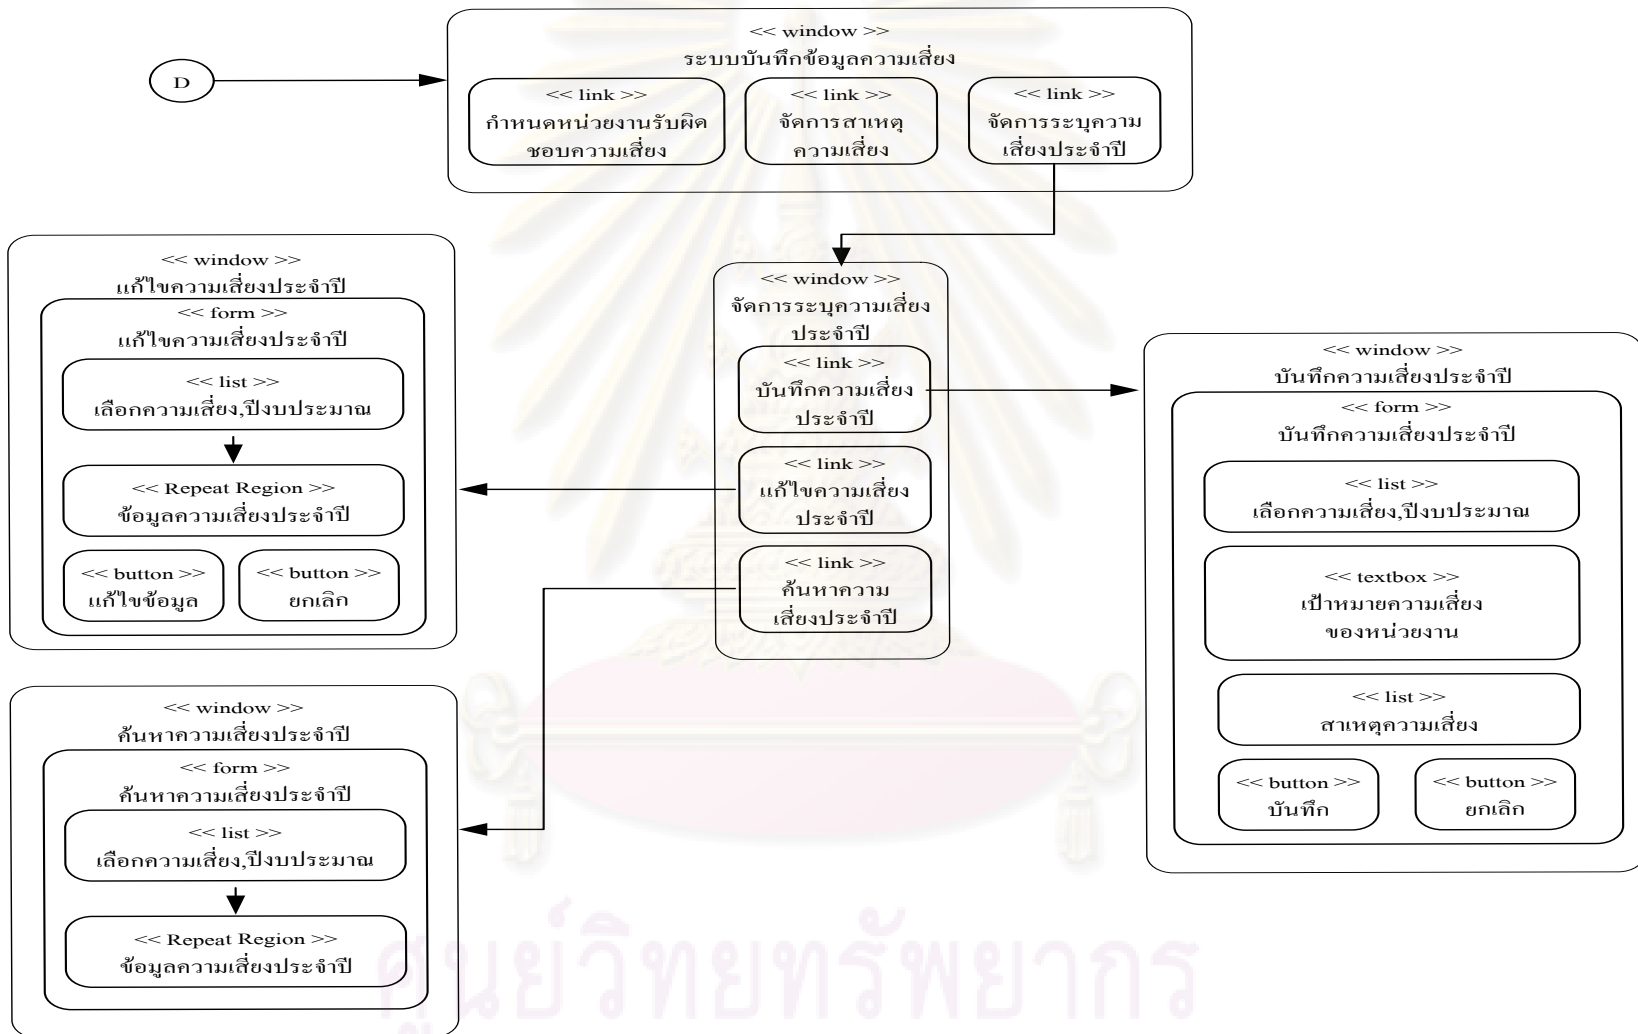 D
<< window >>
ระบบบันทึกข้อมูลความเสี่ยง
<< link >>
กำหนดหน่วยงานรับผิด
ชอบความเสี่ยง
<< link >>
จัดการสาเหตุ
ความเสี่ยง
<< link >>
จัดการระบุความ
เสี่ยงประจำปี
<< window >>
แก้ไขความเสี่ยงประจำปี
<< form >>
แก้ไขความเสี่ยงประจำปี
<< list >>
เลือกความเสี่ยง,ปีงบประมาณ
<< Repeat Region >>
ข้อมูลความเสี่ยงประจำปี
<< button >>
แก้ไขข้อมูล
<< button >>
ยกเลิก
<< window >>
จัดการระบุความเสี่ยง
ประจำปี
<< link >>
บันทึกความเสี่ยง
ประจำปี
<< link >>
แก้ไขความเสี่ยง
ประจำปี
<< link >>
ค้นหาความ
เสี่ยงประจำปี
<< window >>
บันทึกความเสี่ยงประจำปี
<< form >>
บันทึกความเสี่ยงประจำปี
<< list >>
เลือกความเสี่ยง,ปีงบประมาณ
<< textbox >>
เป้าหมายความเสี่ยง
ของหน่วยงาน
<< list >>
สาเหตุความเสี่ยง
<< button >>
บันทึก
<< button >>
ยกเลิก
<< window >>
ค้นหาความเสี่ยงประจำปี
<< form >>
ค้นหาความเสี่ยงประจำปี
<< list >>
เลือกความเสี่ยง,ปีงบประมาณ
<< Repeat Region >>
ข้อมูลความเสี่ยงประจำปี
ศูนย์วิทยทรัพยากร